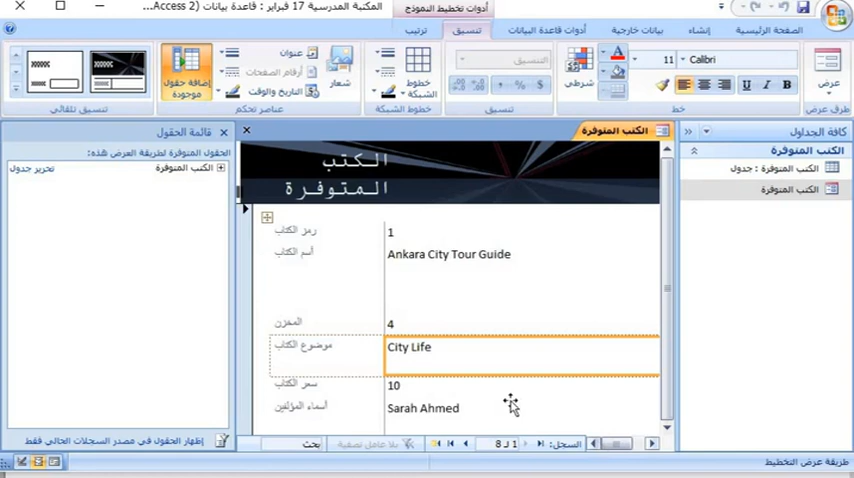 المكتبة المدرسية 17 فبراير : قاعدة بيانات (Access 2...
أدوات تخطيط النموذج
الصفحة الرئيسية
إنشاء
بيانات خارجية
أدوات قاعدة البيانات
تنسيق
ترتيب
عرض
طرق عرض
Calibri
11
B I U
خط
شرطي
التنسيق
$ % ,
تنسيق
خطوط الشبكة
خطوط الشبكة
شعار
عنوان
أرقام الصفحات
التاريخ والوقت
إضافة حقول موجودة
عناصر تحكم
تنسيق تلقائي
كافة الجداول
الكتب المتوفرة
الكتب المتوفرة : جدول
الكتب المتوفرة
الكتب المتوفرة
الكتب
المتوفرة
رمز الكتاب
1
أسم الكتاب
Ankara City Tour Guide
المخزن
4
موضوع الكتاب
City Life
سعر الكتاب
10
أسماء المؤلفين
Sarah Ahmed
السجل:
1 لـ 8
بلا عامل تصفية
بحث
قائمة الحقول
الحقول المتوفرة لطريقة العرض هذه:
الكتب المتوفرة
تحرير جدول
إظهار الحقول في مصدر السجلات الحالي فقط
طريقة عرض التخطيط